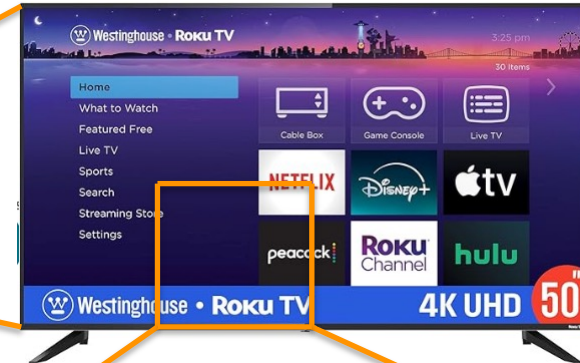 Westinghouse • Roku TV
3:25 pm
30 Items
Home
What to Watch
Featured Free
Live TV
Sports
Search
Streaming Store
Settings
Cable Box
Game Console
Live TV
NETFLIX
Disney+
tv
peacock
Roku
Channel
hulu
Westinghouse • Roku TV
4K UHD
50